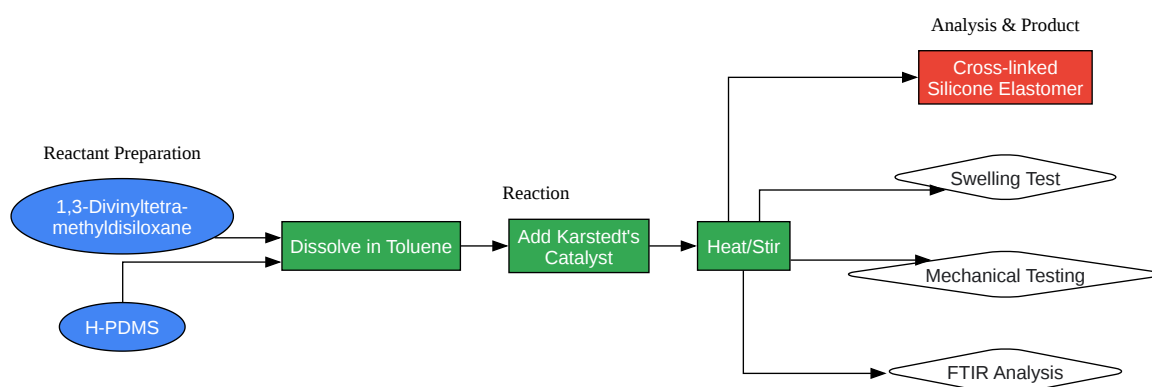 Analysis & Product
Cross-linked
Silicone Elastomer
Reactant Preparation
1,3-Divinyltetra-
methyldisiloxane
H-PDMS
Dissolve in Toluene
Reaction
Add Karstedt's
Catalyst
Heat/Stir
Swelling Test
Mechanical Testing
FTIR Analysis